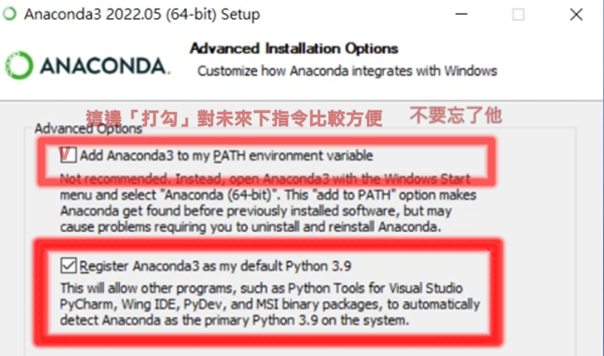 Anaconda3 2022.05 (64-bit) Setup
Advanced Installation Options
Customize how Anaconda integrates with Windows
ANACONDA.
這邊「打勾」對未來下指令比較方便 不要忘了他
Advanced Options
Add Anaconda3 to my PATH environment variable
Not recommended. Instead, open Anaconda3 with the Windows Start
menu and select "Anaconda (64-bit)". This "add to PATH" option makes
Anaconda get found before previously installed software, but may
cause problems requiring you to uninstall and reinstall Anaconda.
Register Anaconda3 as my default Python 3.9
This will allow other programs, such as Python Tools for Visual Studio
PyCharm, Wing IDE, PyDev, and MSI binary packages, to automatically
detect Anaconda as the primary Python 3.9 on the system.